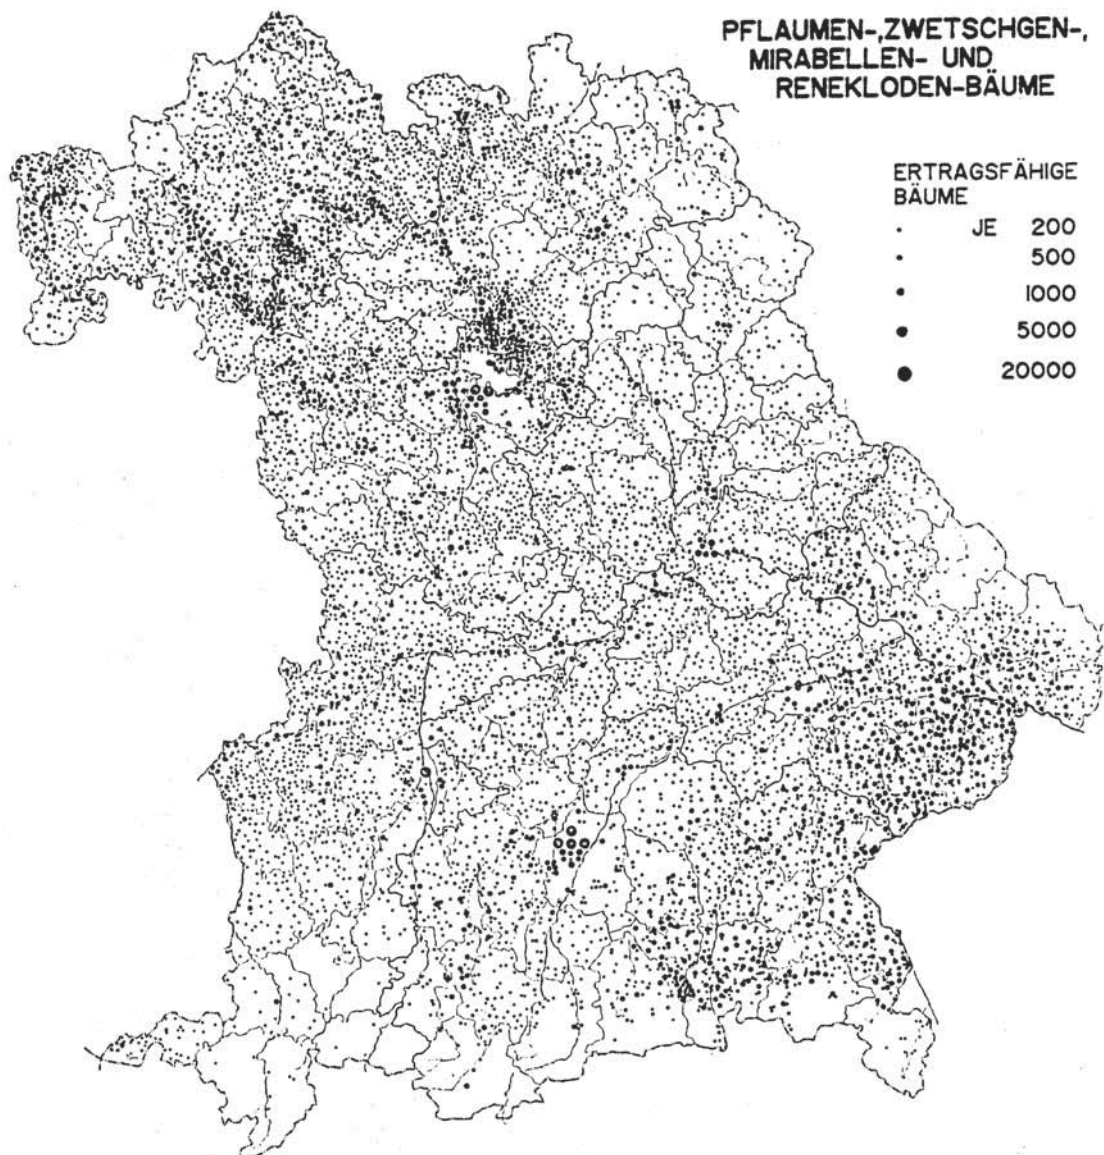 PFLAUMEN-,ZWETSCHGEN-,
MIRABELLEN- UND
RENEKLODEN-BÄUME
ERTRAGSFÄHIGE
BÄUME
JE 200
500
1000
5000
20000